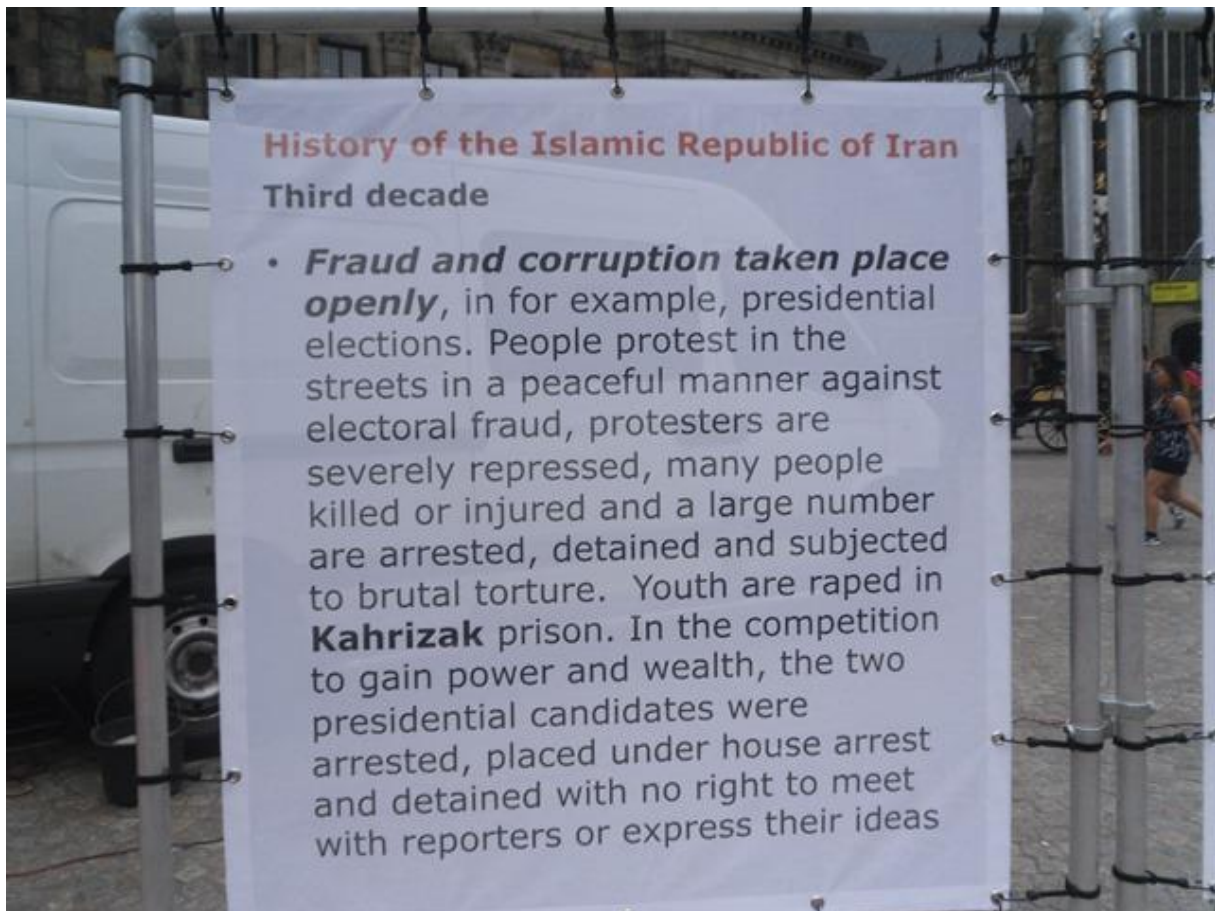 History of the Islamic Republic of Iran
Third decade
• Fraud and corruption taken place
openly, in for example, presidential
elections. People protest in the
streets in a peaceful manner against
electoral fraud, protesters are
severely repressed, many people
killed or injured and a large number
are arrested, detained and subjected
to brutal torture.  Youth are raped in
Kahrizak prison. In the competition
to gain power and wealth, the two
presidential candidates were
arrested, placed under house arrest
and detained with no right to meet
with reporters or express their ideas